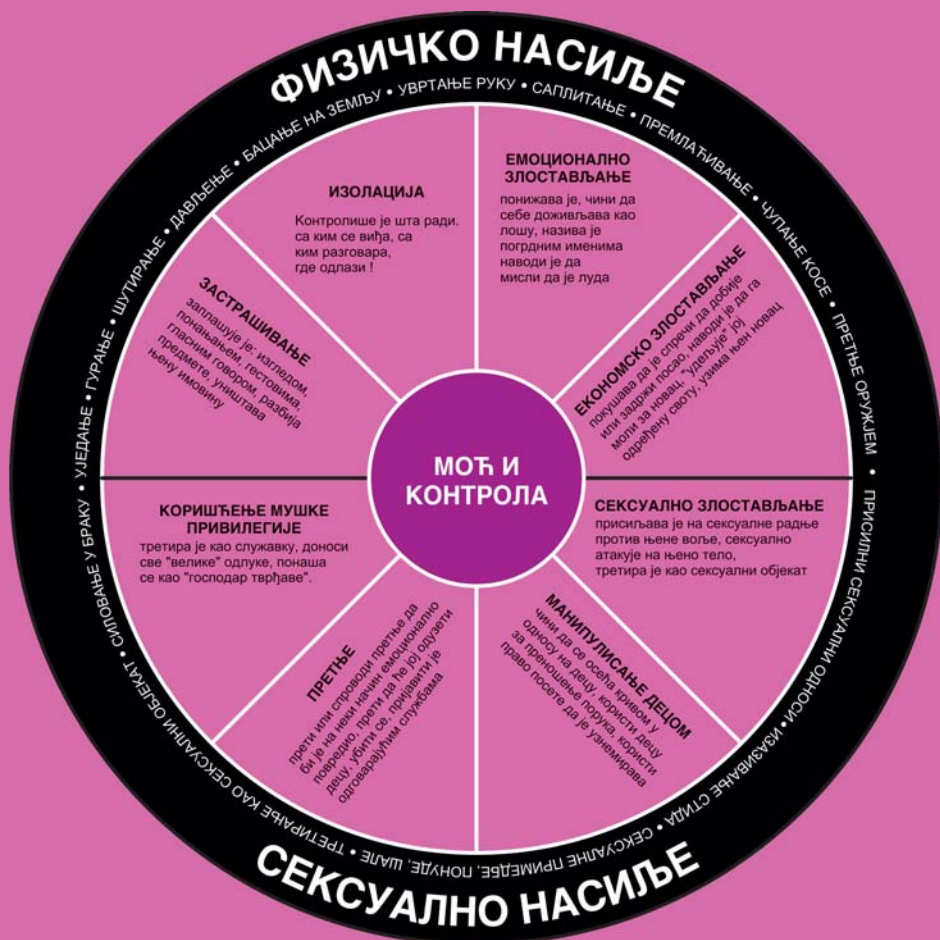 ФИЗИЧКО НАСИЉЕ
УЈЕДАЊЕ • ГУРАЊЕ • ШУТИРАЊЕ • ДАВЉЕЊЕ • БАЦАЊЕ НА ЗЕМЉУ • УВРТАЊЕ РУКУ • САПЛИТАЊЕ • ПРЕМЛАЋИВАЊЕ • ЧУПАЊЕ КОСЕ • ПРЕТЊЕ ОРУЖЈЕМ •
ИЗОЛАЦИЈА
Контролише је шта ради.
са ким се виђа, са
ким разговара,
где одлази !
ЕМОЦИОНАЛНО
ЗЛОСТАВЉАЊЕ
понижава је, чини да
себе доживљава као
лошу, назива је
погрдним именима
наводи је да
мисли да је луда
ЗАСТРАШИВАЊЕ
заплашује је: изгледом,
понањањем, гестовима,
гласним говором, разбија
предмете, уништава
њену имовину
ЕКОНОМСКО ЗЛОСТАВЉАЊЕ
покушава да је спречи да добије
или задржи посао, наводи је да га
моли за новац, "удељује" јој
одређену своту, узима њен новац
МОЋ И
КОНТРОЛА
КОРИШЋЕЊЕ МУШКЕ
ПРИВИЛЕГИЈЕ
третира је као служавку, доноси
све "велике" одлуке, понаша
се као "господар тврђаве".
СЕКСУАЛНО ЗЛОСТАВЉАЊЕ
присиљава је на сексуалне радње
против њене воље, сексуално
атакује на њено тело,
третира је као сексуални објекат
ПРЕТЊЕ
прети или спроводи претње да
би је на неки начин емоционално
повредио, прети да ће јој одузети
децу, убити се, пријавити је
одговарајућим службама
МАНИПУЛИСАЊЕ ДЕЦОМ
чини да се осећа кривом у
односу на децу, користи децу
за преношење порука, користи
право посете да је узнемирава
ПРИСИЛНИ СЕКСУАЛНИ ОДНОСИ • ИЗАЗИВАЊЕ СТИДА • СЕКСУАЛНЕ ПРИМЕДБЕ, ПОНУДЕ, ШАЛЕ • ТРЕТИРАЊЕ КАО СЕКСУАЛНИ ОБЈЕКАТ • СИЛОВАЊЕ У БРАКУ •
СЕКСУАЛНО НАСИЉЕ